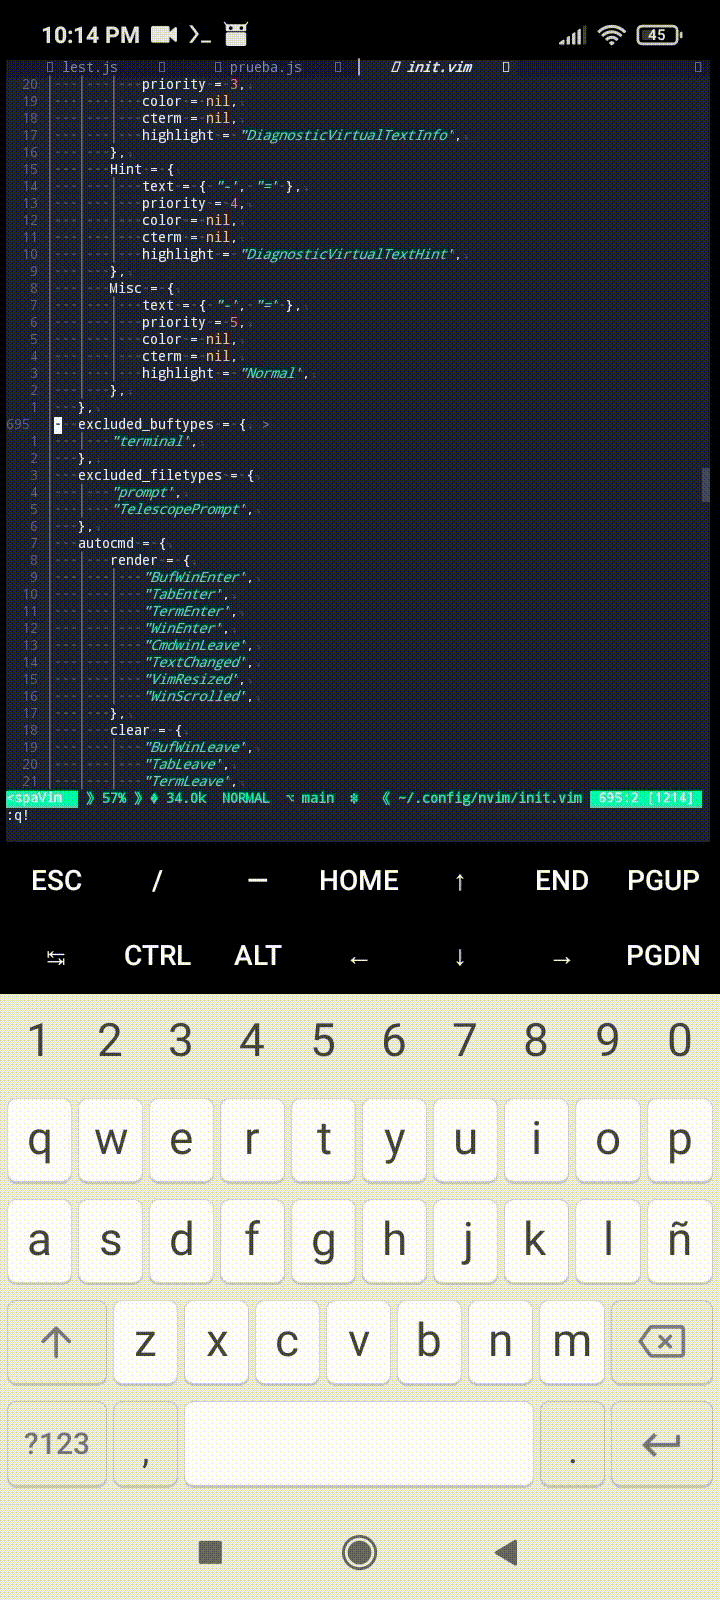 10:14 PM 45
lest.js prueba.js init.vim
20 priority = 3,
19 color = nil,
18 cterm = nil,
17 highlight = "DiagnosticVirtualTextInfo",
16 },
15 Hint = {
14 text = { "-", "=" },
13 priority = 4,
12 color = nil,
11 cterm = nil,
10 highlight = "DiagnosticVirtualTextHint",
9 },
8 Misc = {
7 text = { "-", "=" },
6 priority = 5,
5 color = nil,
4 cterm = nil,
3 highlight = "Normal",
2 },
1 },
695 excluded_buftypes = { >
1 "terminal",
2 },
3 excluded_filetypes = {
4 "prompt",
5 "TelescopePrompt",
6 },
7 autocmd = {
8 render = {
9 "BufWinEnter",
10 "TabEnter",
11 "TermEnter",
12 "WinEnter",
13 "CmdwinLeave",
14 "TextChanged",
15 "VimResized",
16 "WinScrolled",
17 },
18 clear = {
19 "BufWinLeave",
20 "TabLeave",
21 "TermLeave",
<spaVim 》57% 》♦ 34.0k NORMAL ⌥ main ❇ 《 ~/.config/nvim/init.vim 695:2 [1214]
:q!
ESC / — HOME ↑ END PGUP
↹ CTRL ALT ← ↓ → PGDN
1 2 3 4 5 6 7 8 9 0
q w e r t y u i o p
a s d f g h j k l ñ
z x c v b n m
?123 , .